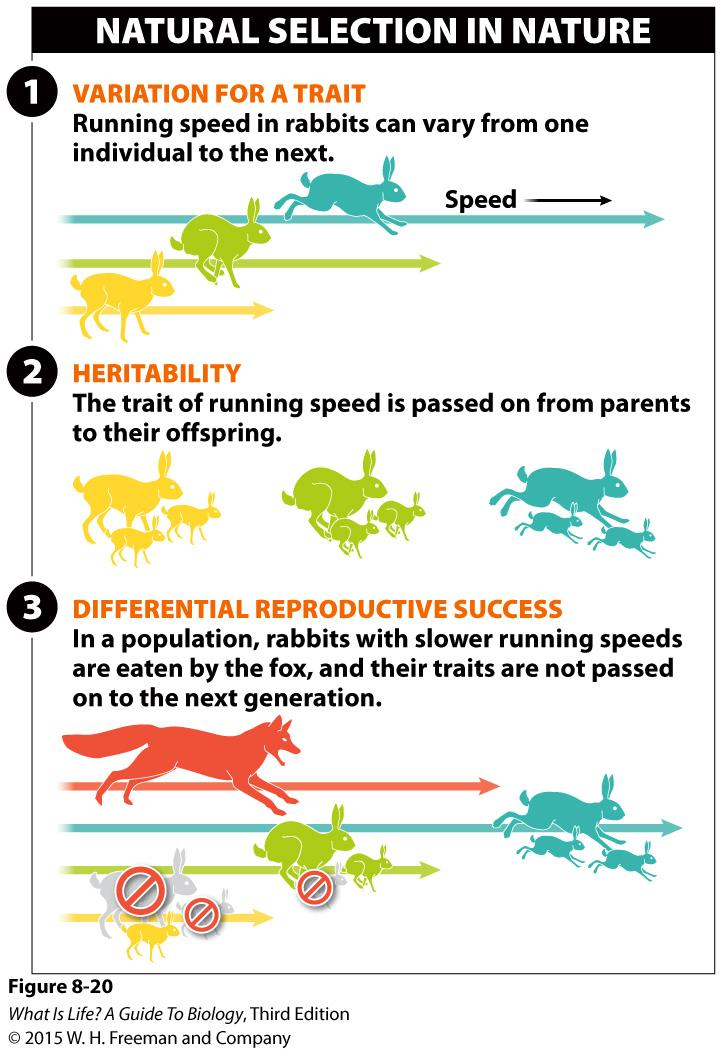 NATURAL SELECTION IN NATURE
1
VARIATION FOR A TRAIT
Running speed in rabbits can vary from one
individual to the next.
Speed
2
HERITABILITY
The trait of running speed is passed on from parents
to their offspring.
3
DIFFERENTIAL REPRODUCTIVE SUCCESS
In a population, rabbits with slower running speeds
are eaten by the fox, and their traits are not passed
on to the next generation.
Figure 8-20
What Is Life? A Guide To Biology, Third Edition
© 2015 W. H. Freeman and Company